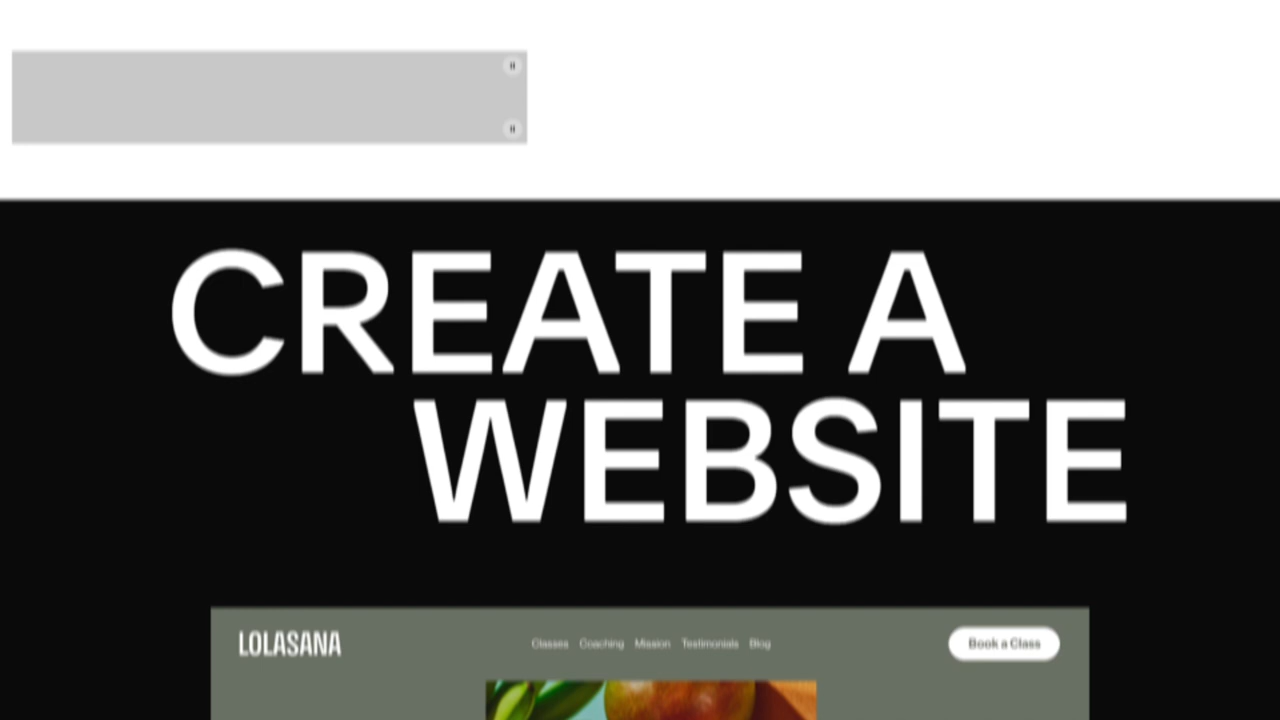 CREATE A
WEBSITE
LOLASANA
Classes Coaching Mission Testimonials Blog
Book a Class